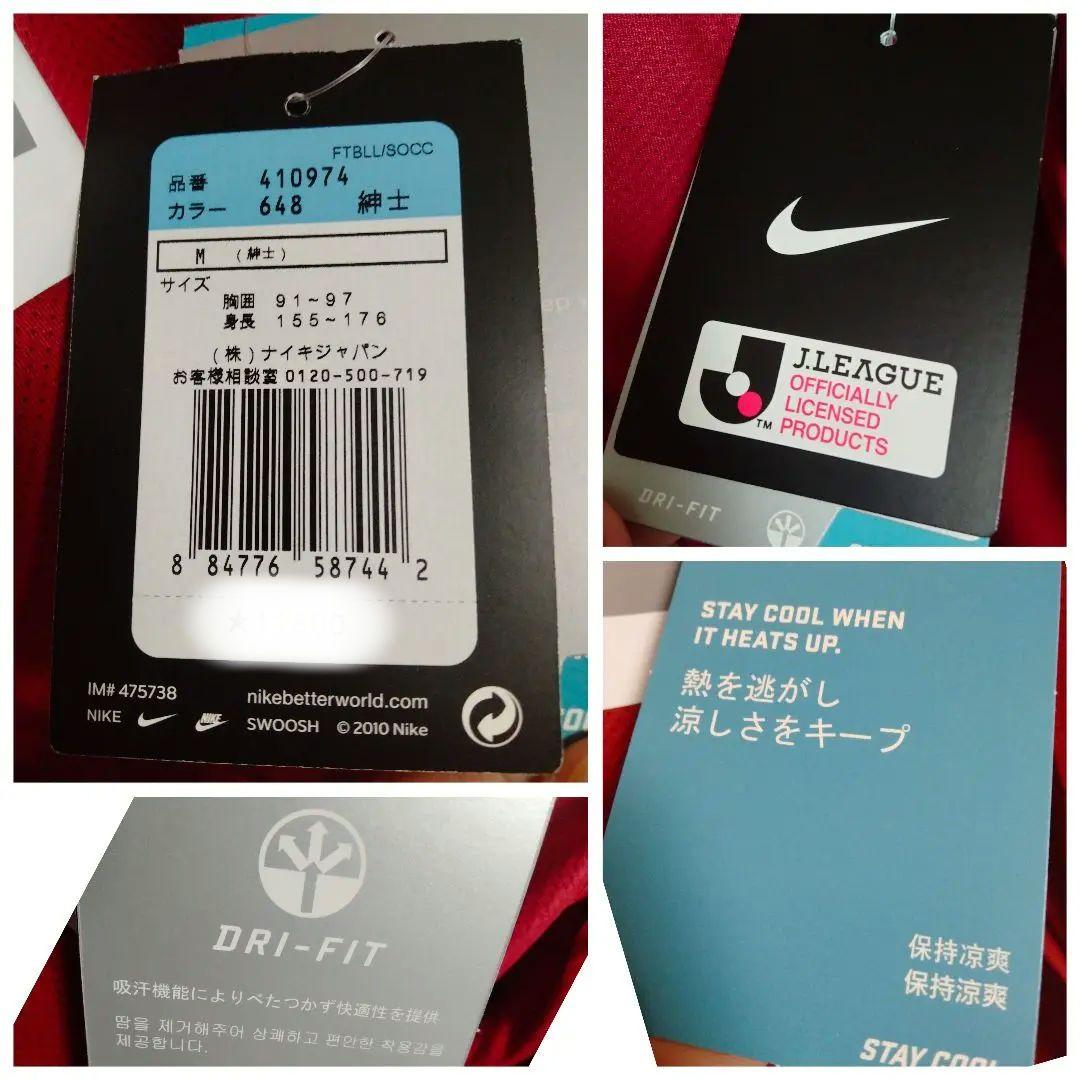 FTBLL/SOCC
品番 410974
カラー 648 紳士
M (紳士)
サイズ
胸囲 91~97
身長 155~176
(株)ナイキジャパン
お客様相談室 0120-500-719
8 84776 58744 2
IM# 475738 nikebetterworld.com
NIKE NIKE SWOOSH © 2010 Nike
J.LEAGUE
OFFICIALLY
LICENSED
PRODUCTS
TM
DRI-FIT
STAY COOL WHEN
IT HEATS UP.
熱を逃がし
涼しさをキープ
保持凉爽
保持涼爽
STAY COOL
DRI-FIT
吸汗機能によりべたつかず快適性を提供
땀을 제거해주어 상쾌하고 편안한 착용감을
제공합니다.